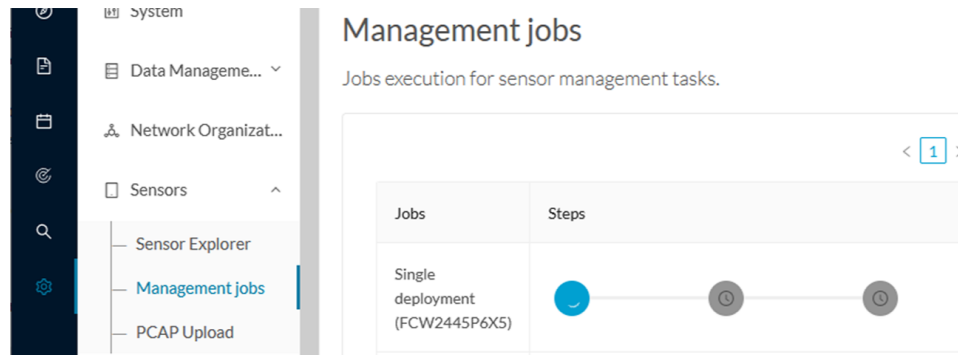 System
Data Manageme...
Network Organizat...
Sensors
Sensor Explorer
Management jobs
PCAP Upload
Management jobs
Jobs execution for sensor management tasks.
1
Jobs
Steps
Single
deployment
(FCW2445P6X5)